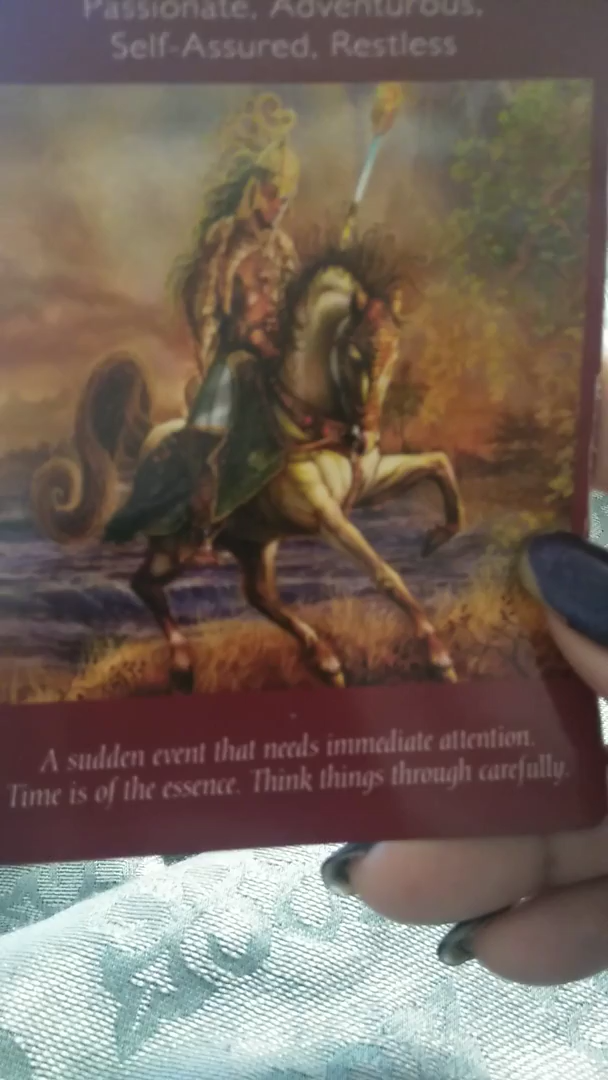 Passionate, Adventurous,
Self-Assured, Restless
A sudden event that needs immediate attention.
Time is of the essence. Think things through carefully.